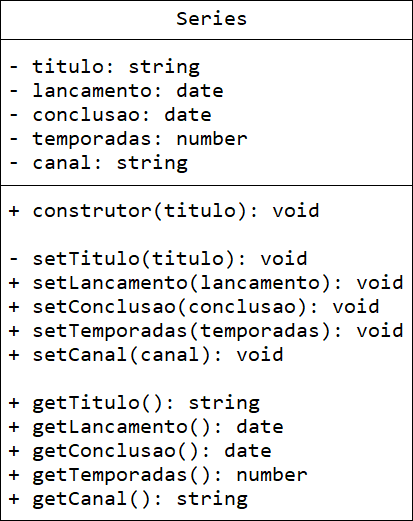 Series
- titulo: string
- lancamento: date
- conclusao: date
- temporadas: number
- canal: string
+ construtor(titulo): void
- setTitulo(titulo): void
+ setLancamento(lancamento): void
+ setConclusao(conclusao): void
+ setTemporadas(temporadas): void
+ setCanal(canal): void
+ getTitulo(): string
+ getLancamento(): date
+ getConclusao(): date
+ getTemporadas(): number
+ getCanal(): string